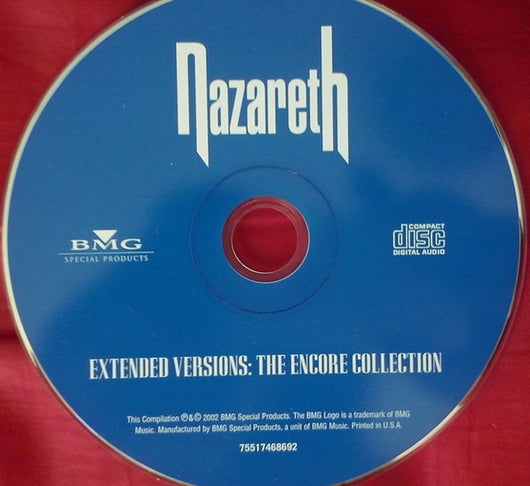 Nazareth
BMG
SPECIAL PRODUCTS
COMPACT
disc
DIGITAL AUDIO
EXTENDED VERSIONS: THE ENCORE COLLECTION
This Compilation ℗&© 2002 BMG Special Products. The BMG Logo is a trademark of BMG
Music. Manufactured by BMG Special Products, a unit of BMG Music. Printed in U.S.A.
75517468692